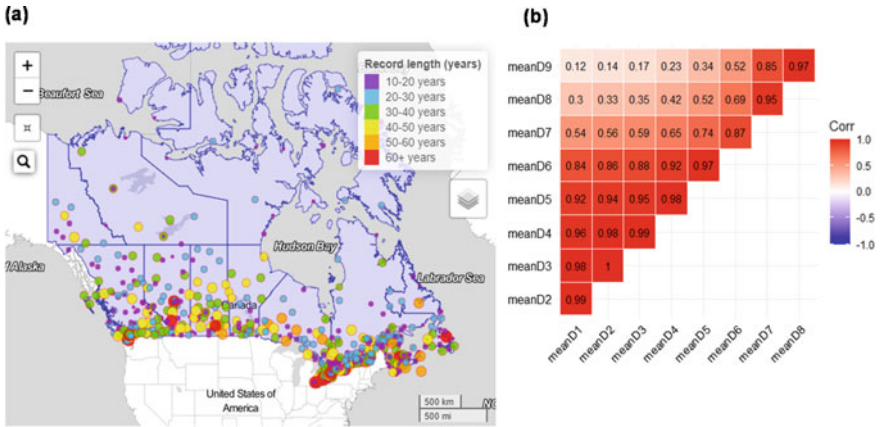 (a)
+
−
Beaufort Sea
Record length (years)
10-20 years
20-30 years
30-40 years
40-50 years
50-60 years
60+ years
Hudson Bay
Alaska
Labrador Sea
Canada
United States of
America
500 km
500 mi
NO
(b)
meanD9 0.12 0.14 0.17 0.23 0.34 0.52 0.85 0.97
meanD8 0.3 0.33 0.35 0.42 0.52 0.69 0.95
meanD7 0.54 0.56 0.59 0.65 0.74 0.87
meanD6 0.84 0.86 0.88 0.92 0.97
meanD5 0.92 0.94 0.95 0.98
meanD4 0.96 0.98 0.99
meanD3 0.98 1
meanD2 0.99
meanD1 meanD2 meanD3 meanD4 meanD5 meanD6 meanD7 meanD8
Corr
1.0
0.5
0.0
-0.5
-1.0